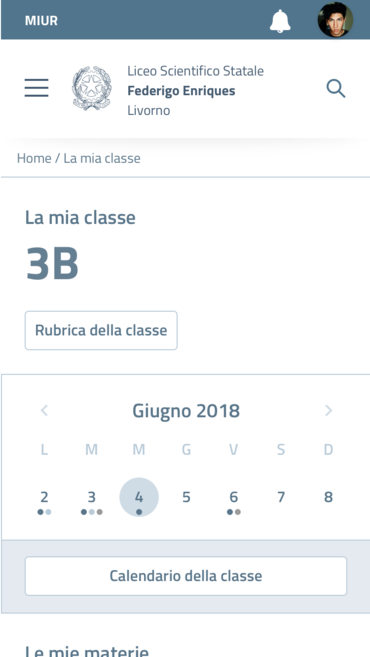 MIUR
Liceo Scientifico Statale
Federigo Enriques
Livorno
Home / La mia classe
La mia classe
3B
Rubrica della classe
Giugno 2018
L M M G V S D
2 3 4 5 6 7 8
Calendario della classe
Le mie materie